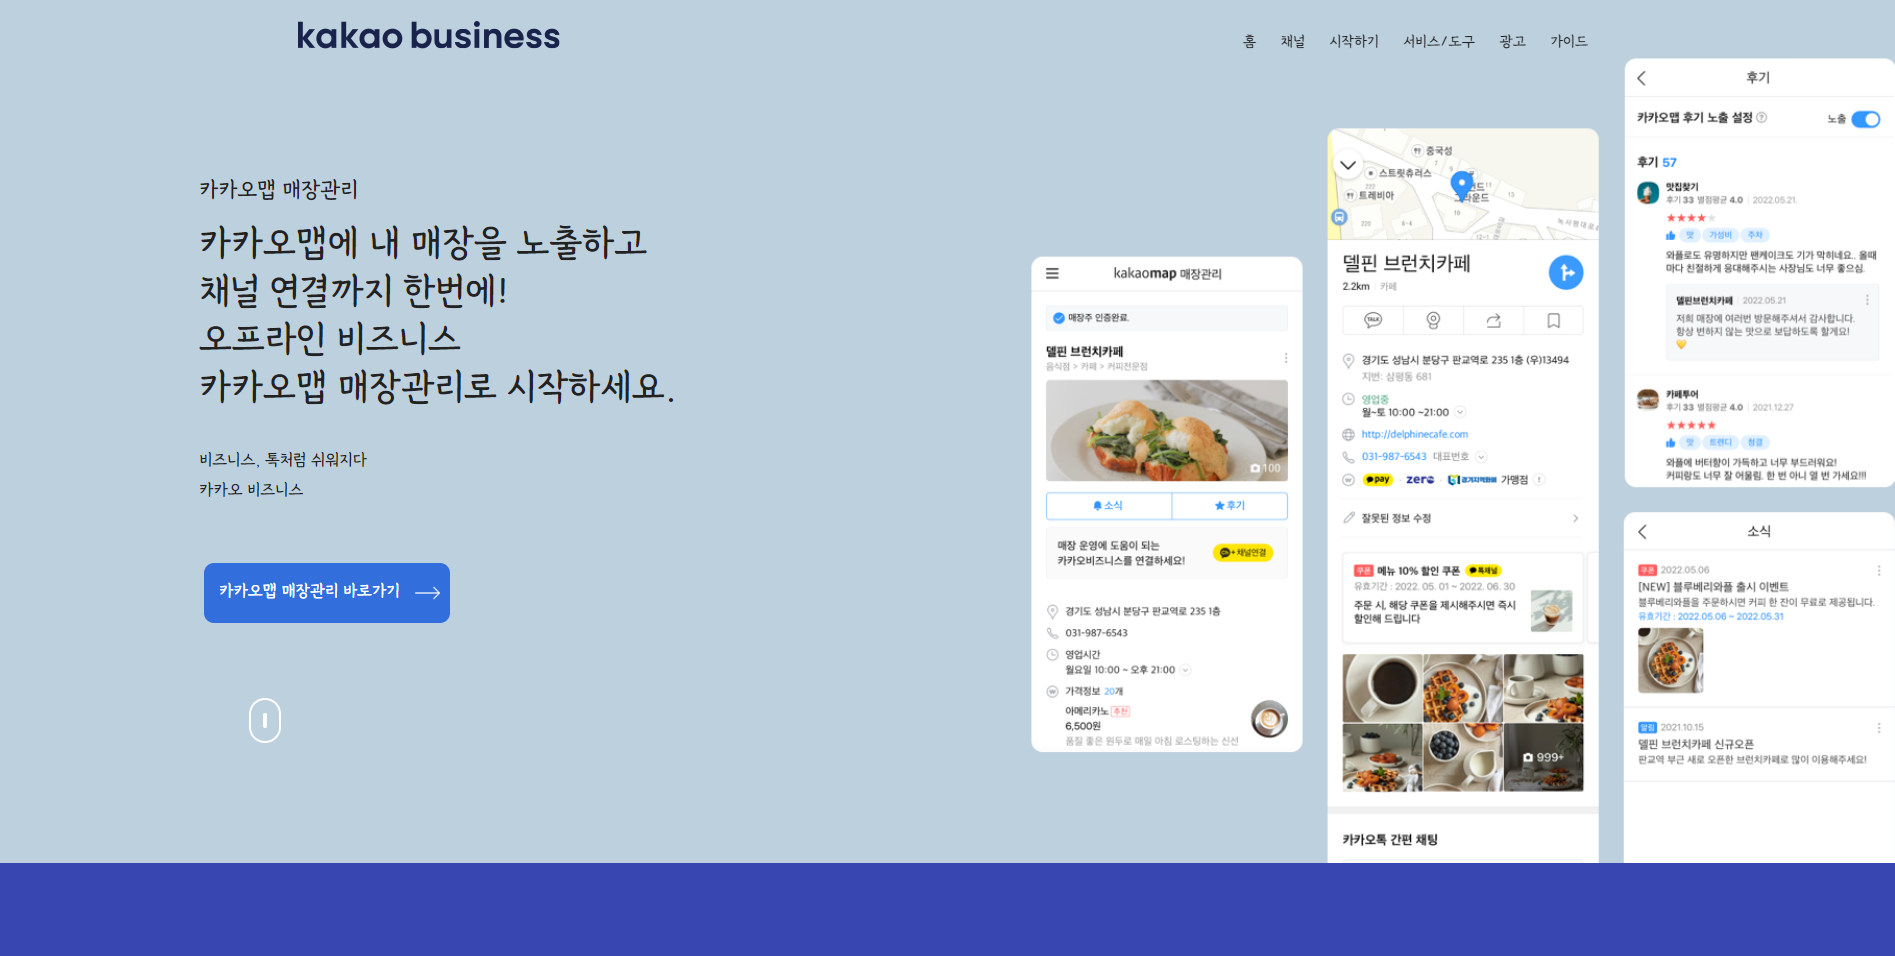 kakao business
홈 채널 시작하기 서비스/도구 광고 가이드
카카오맵 매장관리
카카오맵에 내 매장을 노출하고
채널 연결까지 한번에!
오프라인 비즈니스
카카오맵 매장관리로 시작하세요.
비즈니스, 톡처럼 쉬워지다
카카오 비즈니스
카카오맵 매장관리 바로가기
kakaomap 매장관리
매장주 인증완료.
델핀 브런치카페
음식점 > 카페 > 커피전문점
100
소식
후기
매장 운영에 도움이 되는
카카오비즈니스를 연결하세요!
Ch+채널연결
경기도 성남시 분당구 판교역로 235 1층
031-987-6543
영업시간
월요일 10:00 ~ 오후 21:00
가격정보 20개
아메리카노 추천
6,500원
품질 좋은 원두로 매일 아침 로스팅하는 신선
중국성
스트릿츄러스
트레비아
222
220
6-4
7
9
11
13
10
델핀 브런치카페
2.2km 카페
TALK
경기도 성남시 분당구 판교역로 235 1층 (우)13494
지번: 삼평동 681
영업중
월~토 10:00 ~21:00
http://delphinecafe.com
031-987-6543 대표번호
pay · zero · 경기지역화폐 가맹점
잘못된 정보 수정
쿠폰 메뉴 10% 할인 쿠폰 톡채널
유효기간 : 2022. 05. 01 ~ 2022. 06. 30
주문 시, 해당 쿠폰을 제시해주시면 즉시
할인해 드립니다
999+
카카오톡 간편 채팅
후기
카카오맵 후기 노출 설정 ?
노출
후기 57
맛집찾기
후기 33 별점평균 4.0 2022.05.21.
맛 가성비 주차
와플로도 유명하지만 팬케이크도 기가 막히네요.. 올때
마다 친절하게 응대해주시는 사장님도 너무 좋으심.
델핀브런치카페 2022.05.21
저희 매장에 여러번 방문해주셔서 감사합니다.
항상 변하지 않는 맛으로 보답하도록 할게요!
카페투어
후기 33 별점평균 4.0 2021.12.27
맛 트렌디 청결
와플에 버터향이 가득하고 너무 부드러워요!
커피랑도 너무 잘 어울림. 한 번 아니 열 번 가세요!!!
소식
쿠폰 2022.05.06
[NEW] 블루베리와플 출시 이벤트
블루베리와플을 주문하시면 커피 한 잔이 무료로 제공됩니다.
유효기간 : 2022.05.06 ~ 2022.05.31
알림 2021.10.15
델핀 브런치카페 신규오픈
판교역 부근 새로 오픈한 브런치카페로 많이 이용해주세요!